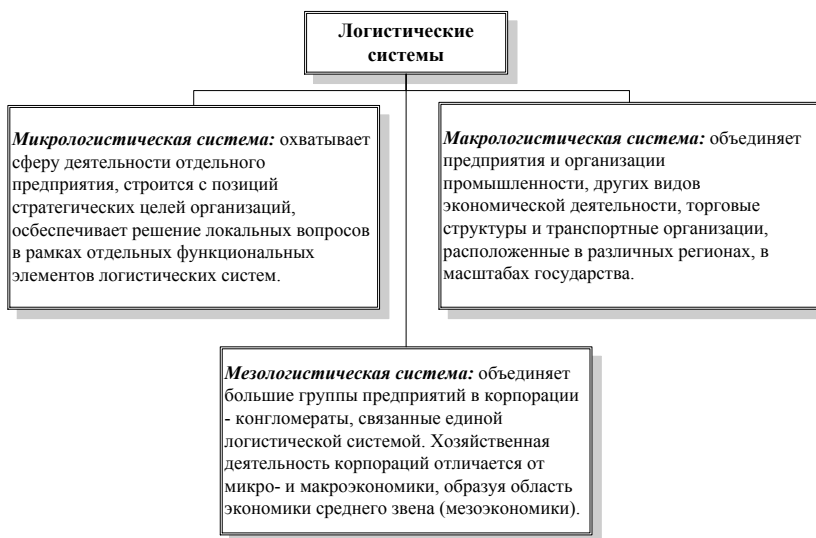 Логистические
системы
Микрологистическая система: охватывает
сферу деятельности отдельного
предприятия, строится с позиций
стратегических целей организаций,
осбеспечивает решение локальных вопросов
в рамках отдельных функциональных
элементов логистических систем.
Макрологистическая система: объединяет
предприятия и организации
промышленности, других видов
экономической деятельности, торговые
структуры и транспортные организации,
расположенные в различных регионах, в
масштабах государства.
Мезологистическая система: объединяет
большие группы предприятий в корпорации
- конгломераты, связанные единой
логистической системой. Хозяйственная
деятельность корпораций отличается от
микро- и макроэкономики, образуя область
экономики среднего звена (мезоэкономики).